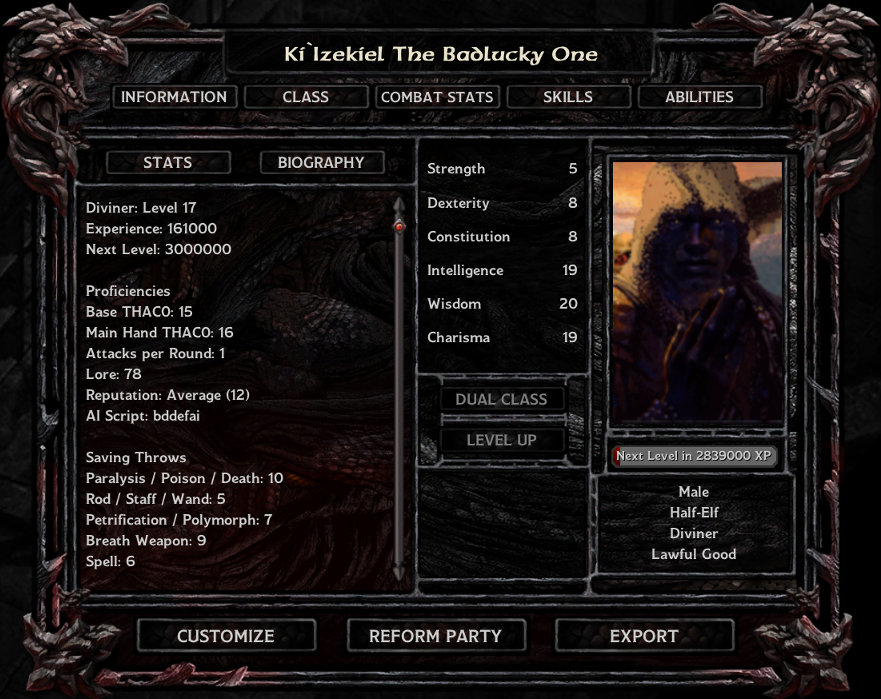 Ki`Izekiel The Badlucky One
INFORMATION
CLASS
COMBAT STATS
SKILLS
ABILITIES
STATS
BIOGRAPHY
Diviner: Level 17
Experience: 161000
Next Level: 3000000
Proficiencies
Base THAC0: 15
Main Hand THAC0: 16
Attacks per Round: 1
Lore: 78
Reputation: Average (12)
AI Script: bddefai
Saving Throws
Paralysis / Poison / Death: 10
Rod / Staff / Wand: 5
Petrification / Polymorph: 7
Breath Weapon: 9
Spell: 6
Strength 5
Dexterity 8
Constitution 8
Intelligence 19
Wisdom 20
Charisma 19
DUAL CLASS
LEVEL UP
Next Level in 2839000 XP
Male
Half-Elf
Diviner
Lawful Good
CUSTOMIZE
REFORM PARTY
EXPORT